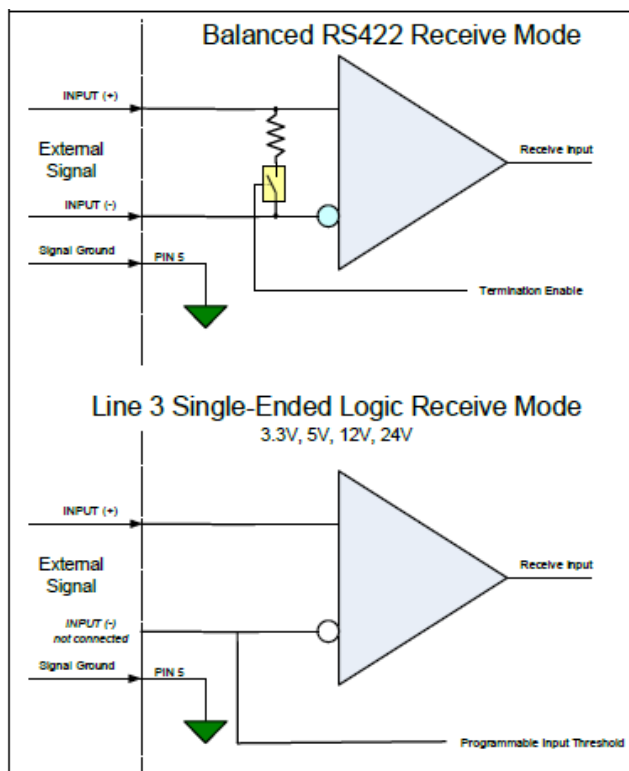 Balanced RS422 Receive Mode
INPUT (+)
External
Signal
Receive Input
INPUT (-)
Signal Ground
PIN 5
Termination Enable
Line 3 Single-Ended Logic Receive Mode
3.3V, 5V, 12V, 24V
INPUT (+)
External
Signal
Receive Input
INPUT (-)
not connected
Signal Ground
PIN 5
Programmable Input Threshold